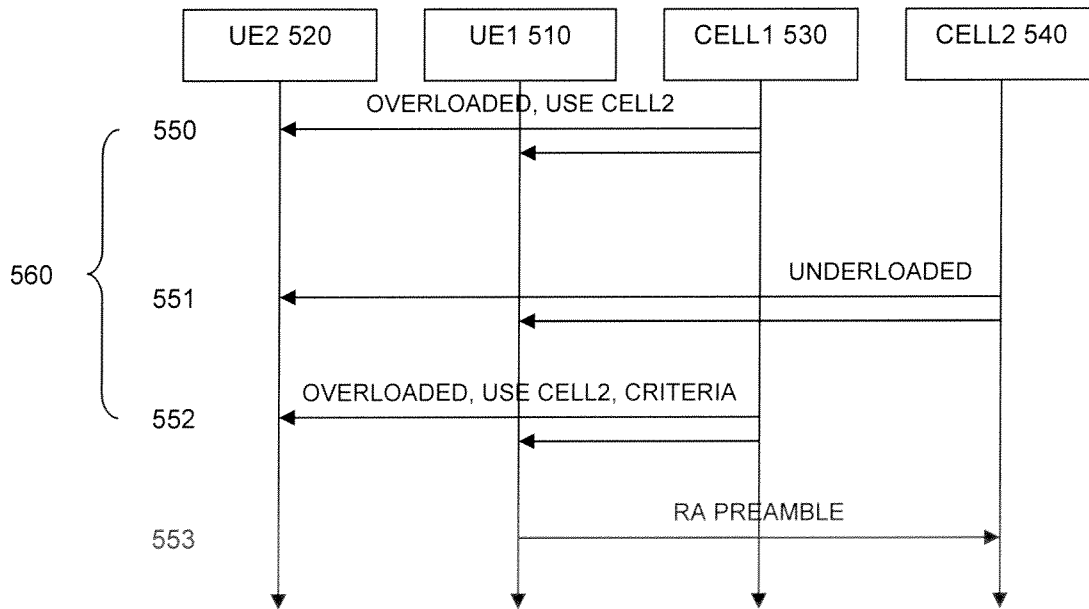 UE2 520
UE1 510
CELL1 530
CELL2 540
OVERLOADED, USE CELL2
550
560
UNDERLOADED
551
OVERLOADED, USE CELL2, CRITERIA
552
RA PREAMBLE
553